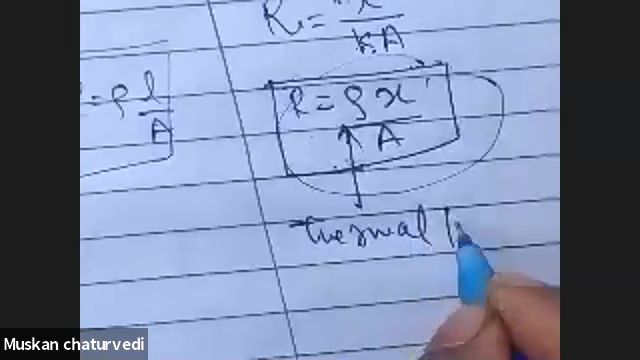 R = x
KA
= ρ l
A
R = ρ x
A
Thermal
Muskan chaturvedi